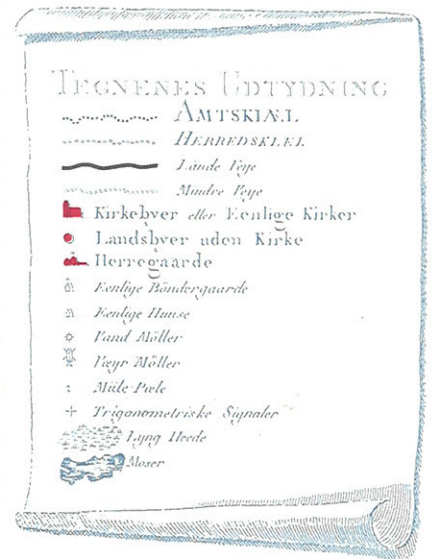 TEGNENES UDTYDNING
AMTSKIÆL
HERREDSKIEL
Lande Veye
Mindre Veye
Kirkebyer eller Eenlige Kirker
Landsbyer uden Kirke
Herregaarde
Eenlige Böndergaarde
Eenlige Huuse
Vand Möller
Veyr Möller
Miile-Pæle
Trigonometriske Signaler
Lyng Heede
Moser